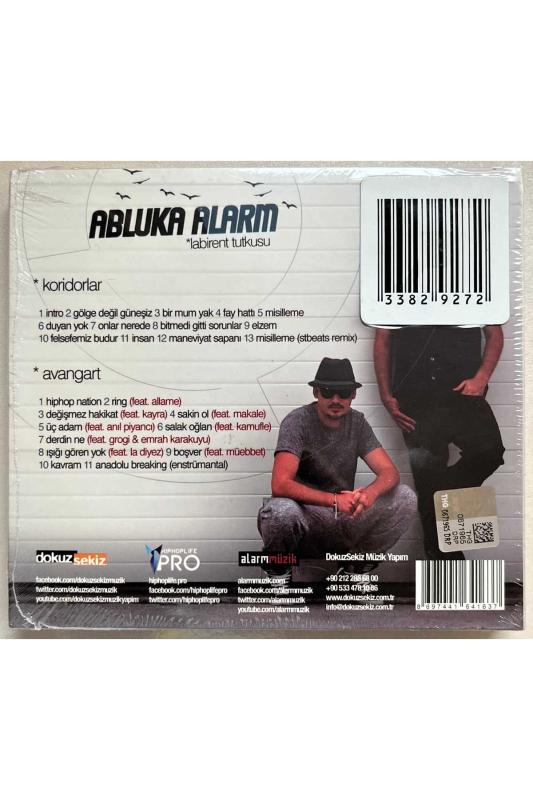 ABLUKA ALARM
*labirent tutkusu
33829272
* koridorlar
1 intro 2 gölge değil güneşiz 3 bir mum yak 4 fay hattı 5 misilleme
6 duyan yok 7 onlar nerede 8 bitmedi gitti sorunlar 9 elzem
10 felsefemiz budur 11 insan 12 maneviyat sapanı 13 misilleme (stbeats remix)
* avangart
1 hiphop nation 2 ring (feat. allame)
3 değişmez hakikat (feat. kayra) 4 sakin ol (feat. makale)
5 üç adam (feat. anıl piyancı) 6 salak oğlan (feat. kamufle)
7 derdin ne (feat. grogi & emrah karakuyu)
8 ışığı gören yok (feat. la diyez) 9 boşver (feat. müebbet)
10 kavram 11 anadolu breaking (enstrümantal)
dokuzsekiz
facebook.com/dokuzsekizmuzik
twitter.com/dokuzsekizmuzik
youtube.com/dokuzsekizmuzikyapim
HIPHOPLIFE
PRO
hiphoplife.pro
facebook.com/hiphoplifepro
twitter.com/hiphoplifepro
alarmmüzik
alarmmuzik.com
facebook.com/alarmmuzik
twitter.com/alarmmuzik
youtube.com/alarmmuzik
DokuzSekiz Müzik Yapım
www.dokuzsekiz.com.tr
info@dokuzsekiz.com.tr
8 697441 641637